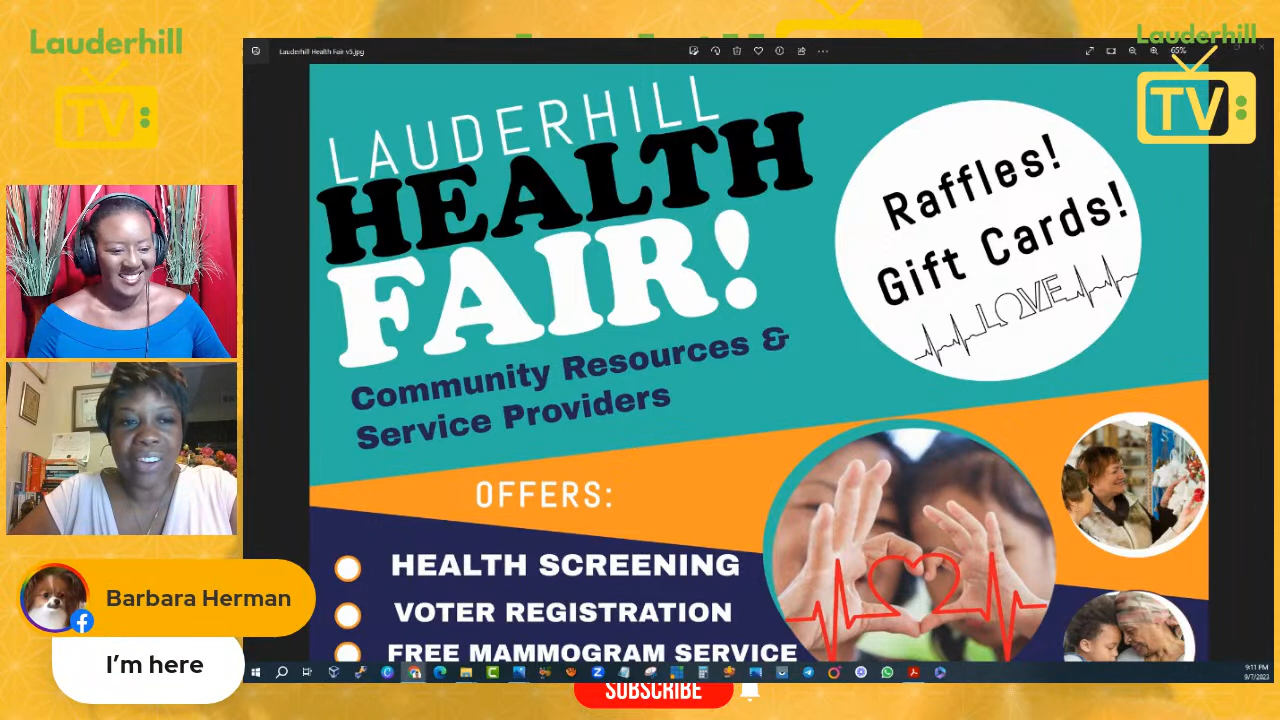 Lauderhill
TV
Lauderhill Health Fair v5.jpg
65%
Lauderhill
TV
LAUDERHILL
HEALTH
FAIR!
Community Resources &
Service Providers
Raffles!
Gift Cards!
LOVE
OFFERS:
HEALTH SCREENING
VOTER REGISTRATION
FREE MAMMOGRAM SERVICE
Barbara Herman
I'm here
9:11 PM
9/7/2023
SUBSCRIBE